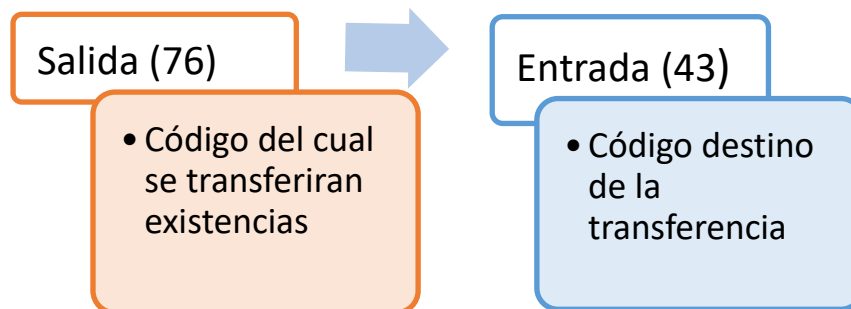 Salida (76)
• Código del cual
se transferiran
existencias
Entrada (43)
• Código destino
de la
transferencia